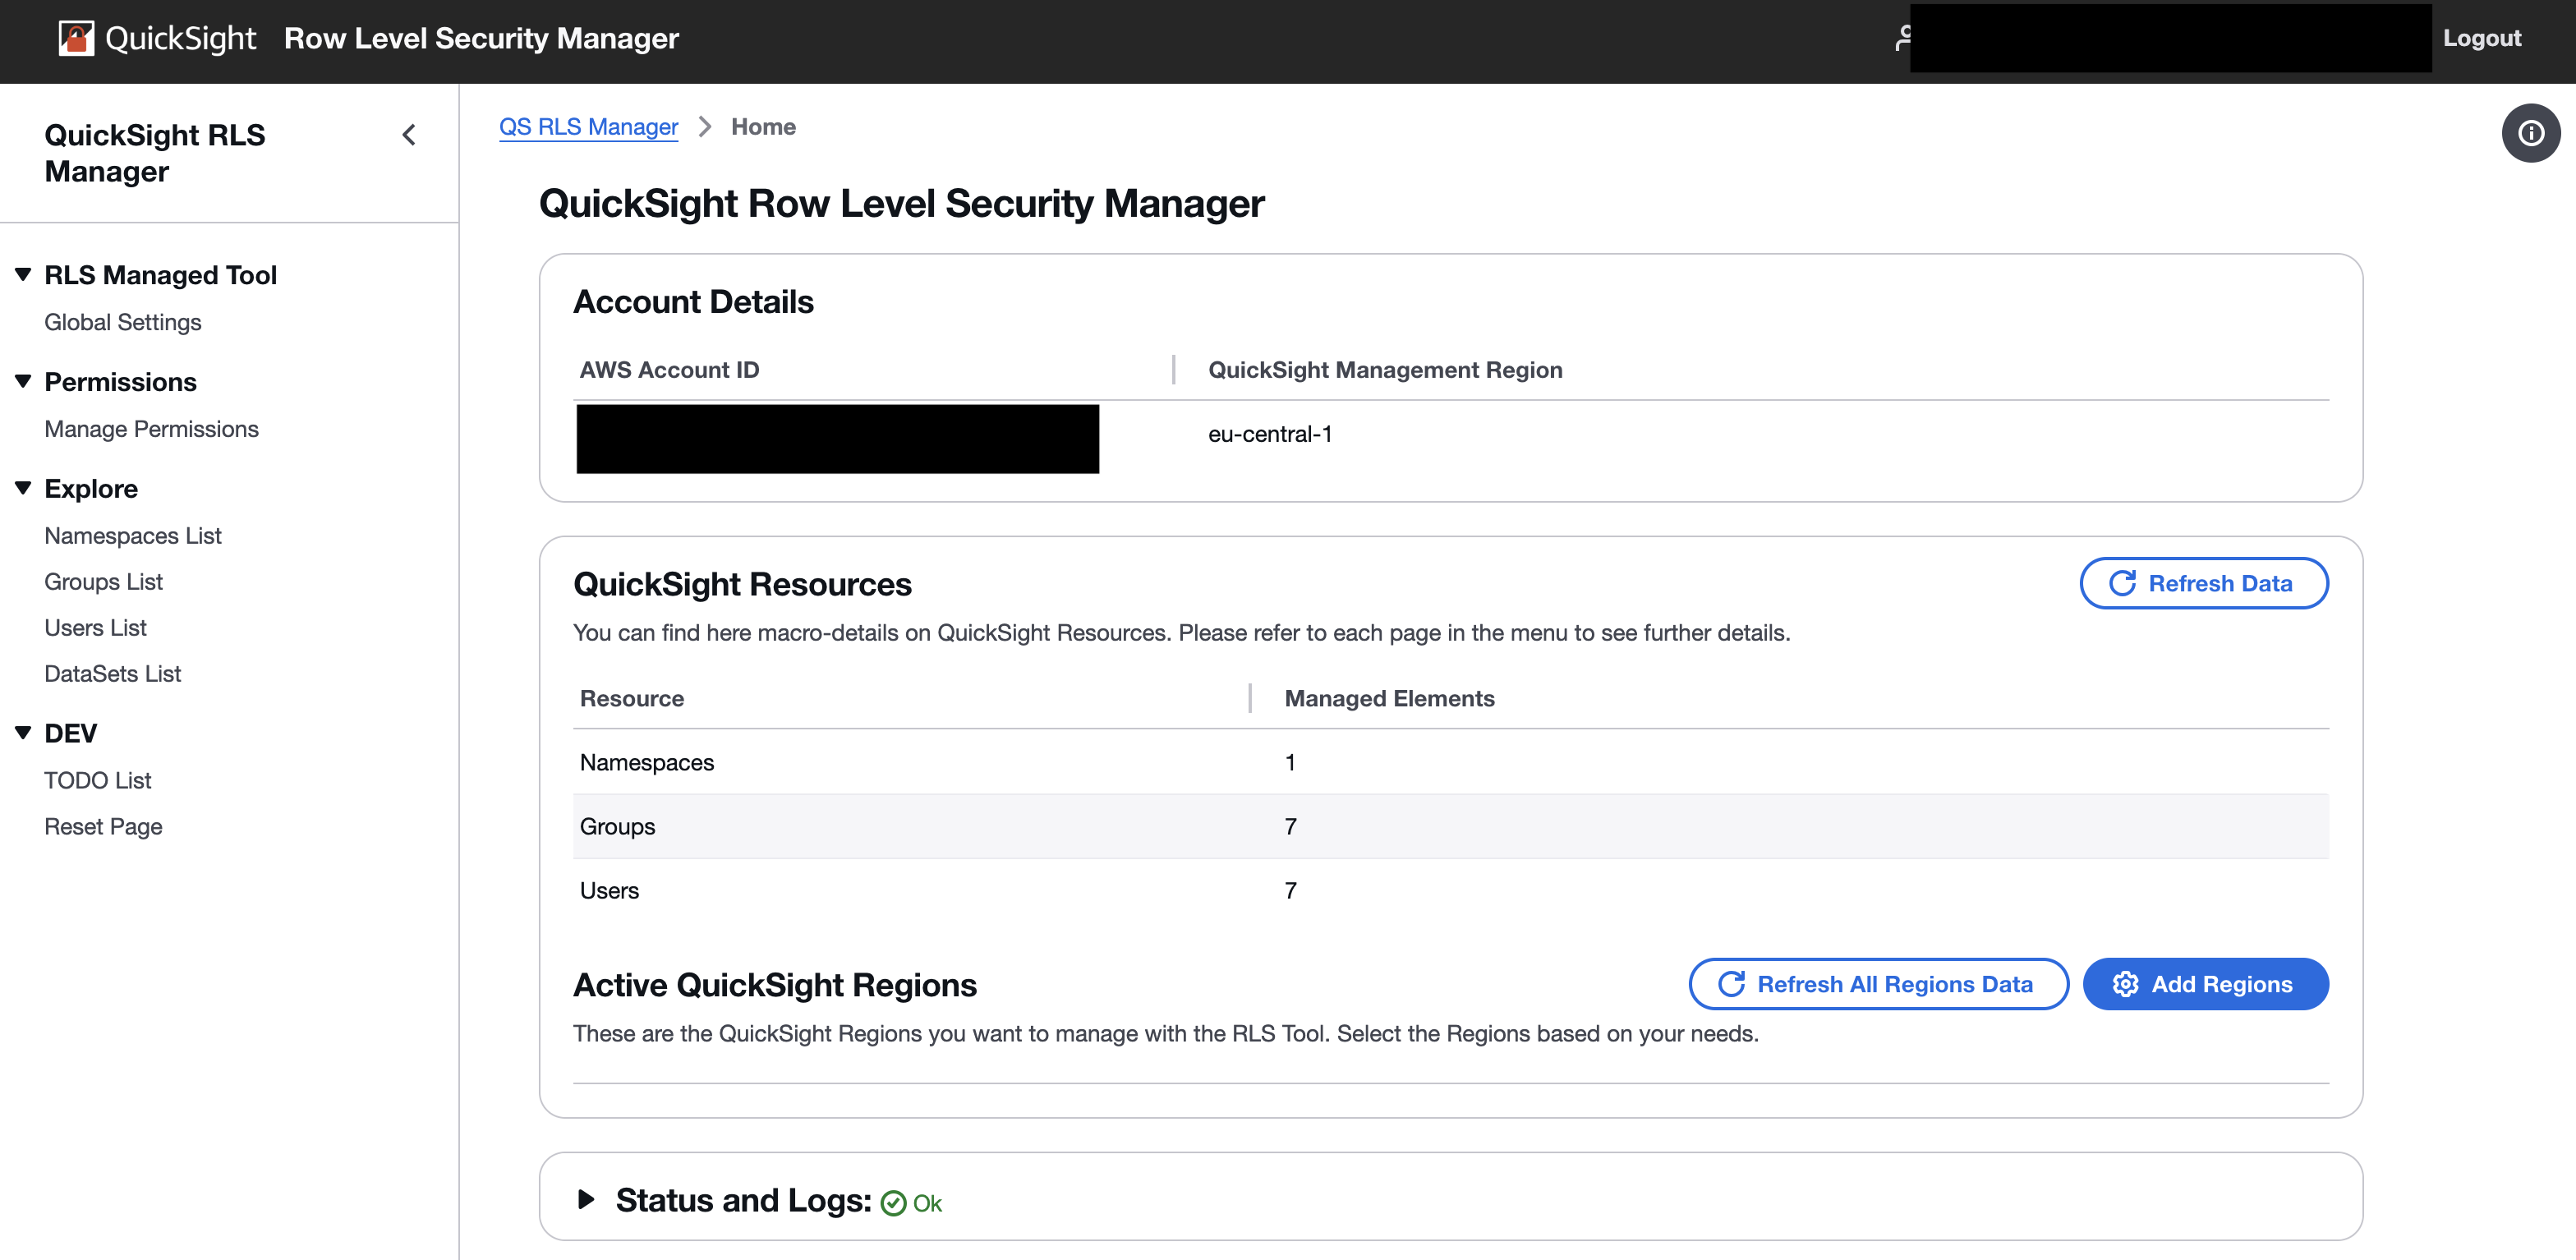 QuickSight Row Level Security Manager
Logout
QuickSight RLS
Manager
RLS Managed Tool
Global Settings
Permissions
Manage Permissions
Explore
Namespaces List
Groups List
Users List
DataSets List
DEV
TODO List
Reset Page
QS RLS Manager > Home
QuickSight Row Level Security Manager
Account Details
AWS Account ID QuickSight Management Region
eu-central-1
QuickSight Resources
Refresh Data
You can find here macro-details on QuickSight Resources. Please refer to each page in the menu to see further details.
Resource Managed Elements
Namespaces 1
Groups 7
Users 7
Active QuickSight Regions
Refresh All Regions Data
Add Regions
These are the QuickSight Regions you want to manage with the RLS Tool. Select the Regions based on your needs.
Status and Logs: Ok